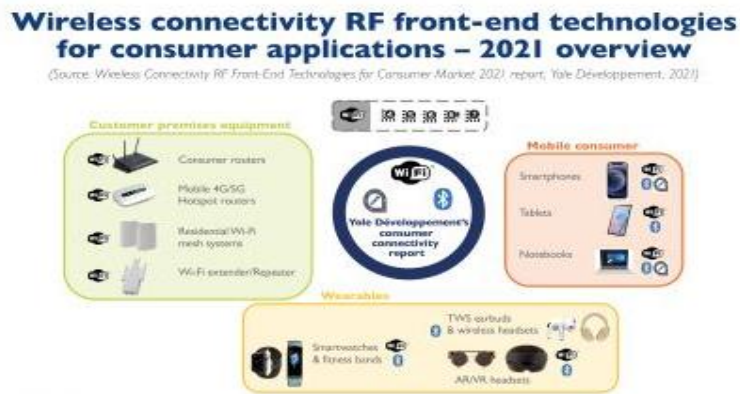 Wireless connectivity RF front-end technologies
for consumer applications – 2021 overview
(Source: Wireless Connectivity RF Front-End Technologies for Consumer Market 2021 report, Yole Développement, 2021)
Customer premises equipment
Consumer routers
Mobile 4G/5G
Hotspot routers
Residential Wi-Fi
mesh systems
Wi-Fi extender/Repeater
Wi Fi
Yole Développement's
consumer
connectivity
report
Mobile consumer
Smartphones
Tablets
Notebooks
Wearables
Smartwatches
& fitness bands
TWS earbuds
& wireless headsets
AR/VR headsets